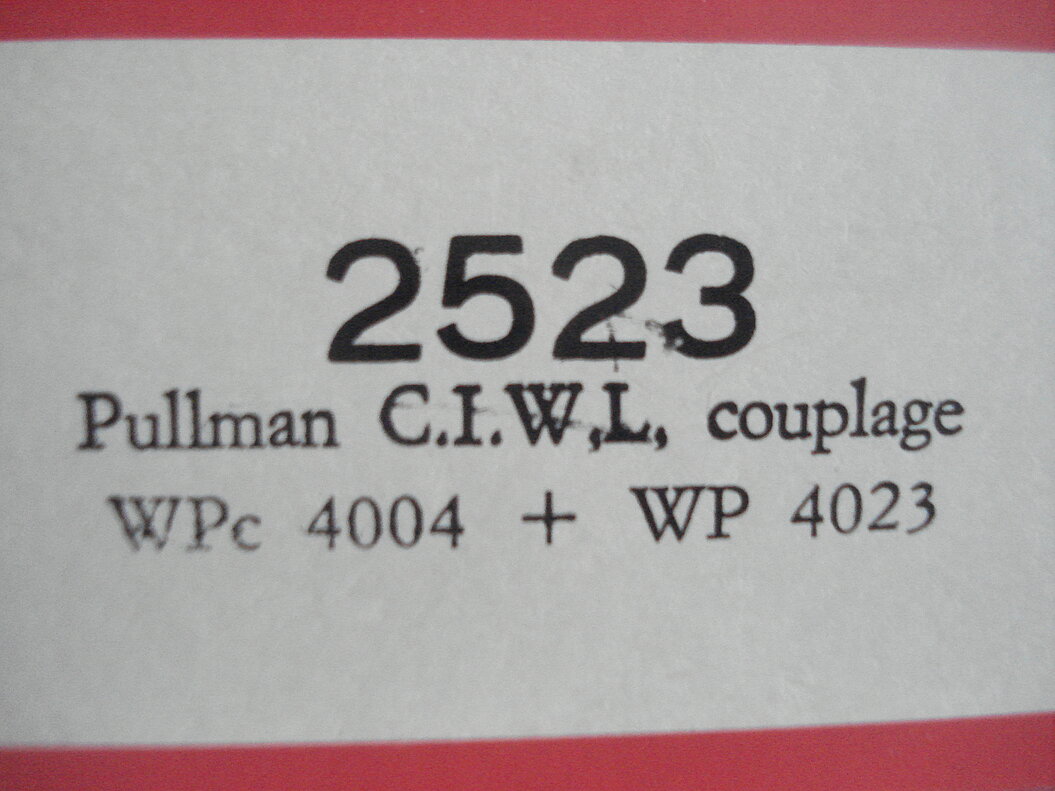 2523
Pullman C.I.W,L, couplage
WPc 4004 + WP 4023